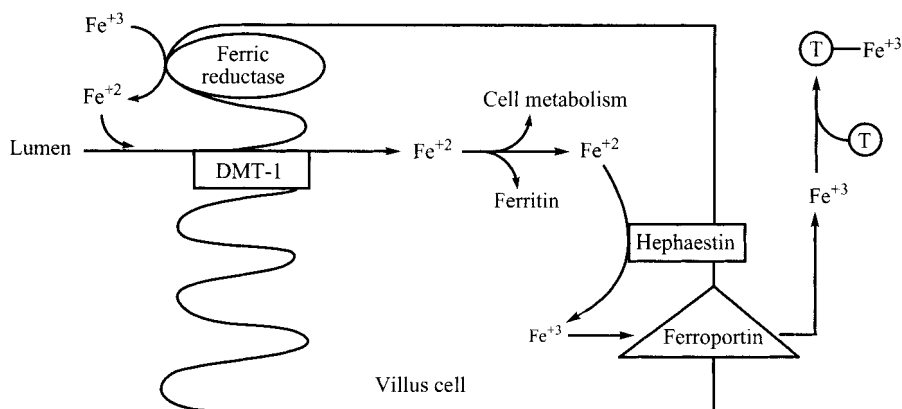 Fe+3
Ferric
reductase
Fe+2
Lumen
DMT-1
Fe+2
Cell metabolism
Ferritin
Fe+2
Hephaestin
Fe+3
Ferroportin
Villus cell
T
Fe+3
T
Fe+3